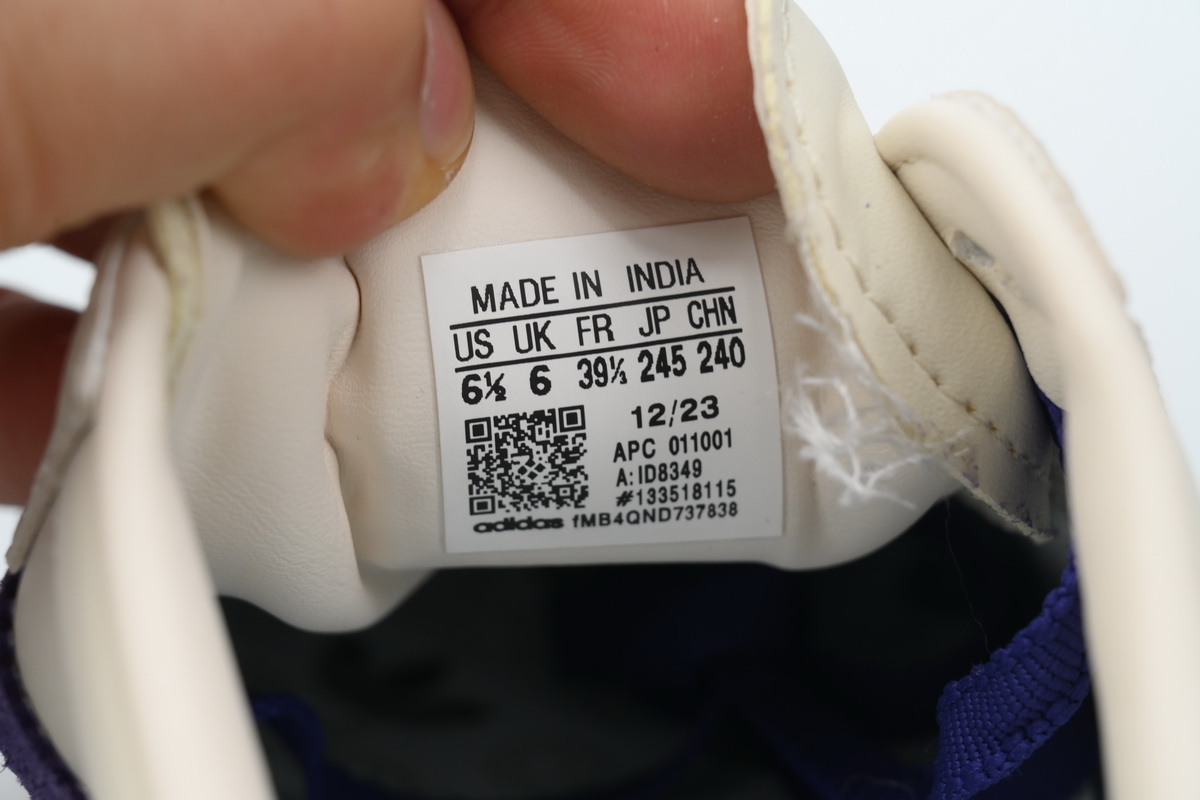 MADE IN INDIA
US UK FR JP CHN
6½ 6 39⅓ 245 240
12/23
APC 011001
A: ID8349
#133518115
adidas fMB4QND737838